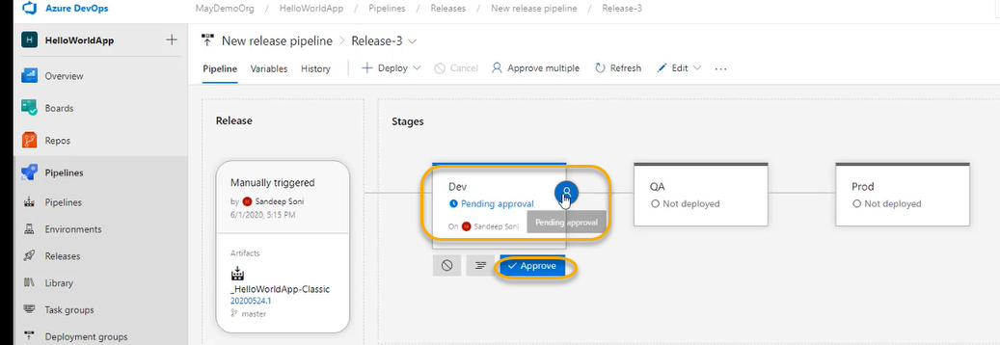 Azure DevOps
MayDemoOrg / HelloWorldApp / Pipelines / Releases / New release pipeline / Release-3
H HelloWorldApp +
Overview
Boards
Repos
Pipelines
Pipelines
Environments
Releases
Library
Task groups
Deployment groups
New release pipeline > Release-3
Pipeline Variables History + Deploy Cancel Approve multiple Refresh Edit ...
Release
Manually triggered
by Sandeep Soni
6/1/2020, 5:15 PM
Artifacts
_HelloWorldApp-Classic
20200524.1
master
Stages
Dev
Pending approval
On Sandeep Soni
Pending approval
Approve
QA
Not deployed
Prod
Not deployed